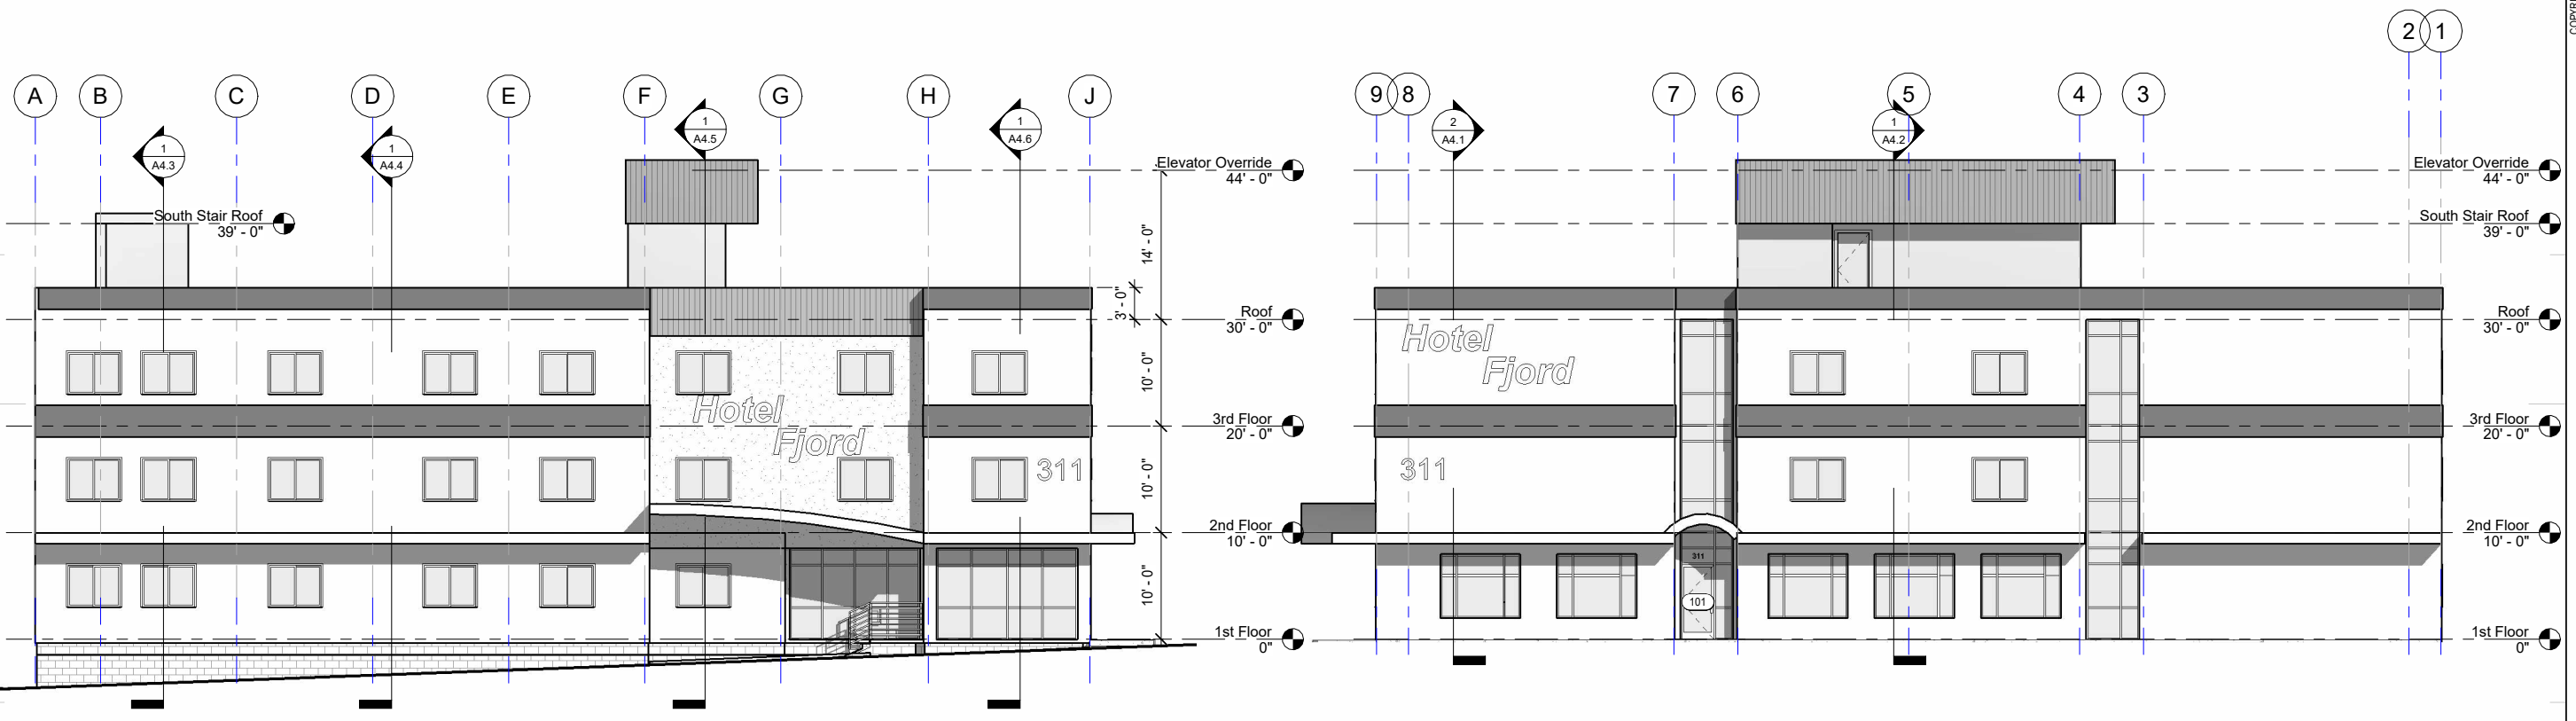 COPYRI
2 1
A B C D E F G H J
9 8 7 6 5 4 3
1
A4.3
1
A4.4
1
A4.5
1
A4.6
2
A4.1
1
A4.2
South Stair Roof
39' - 0"
Elevator Override
44' - 0"
Roof
30' - 0"
3rd Floor
20' - 0"
2nd Floor
10' - 0"
1st Floor
0"
14' - 0"
3' - 0"
10' - 0"
10' - 0"
10' - 0"
Hotel
Fjord
311
Hotel
Fjord
311
311
101
Elevator Override
44' - 0"
South Stair Roof
39' - 0"
Roof
30' - 0"
3rd Floor
20' - 0"
2nd Floor
10' - 0"
1st Floor
0"